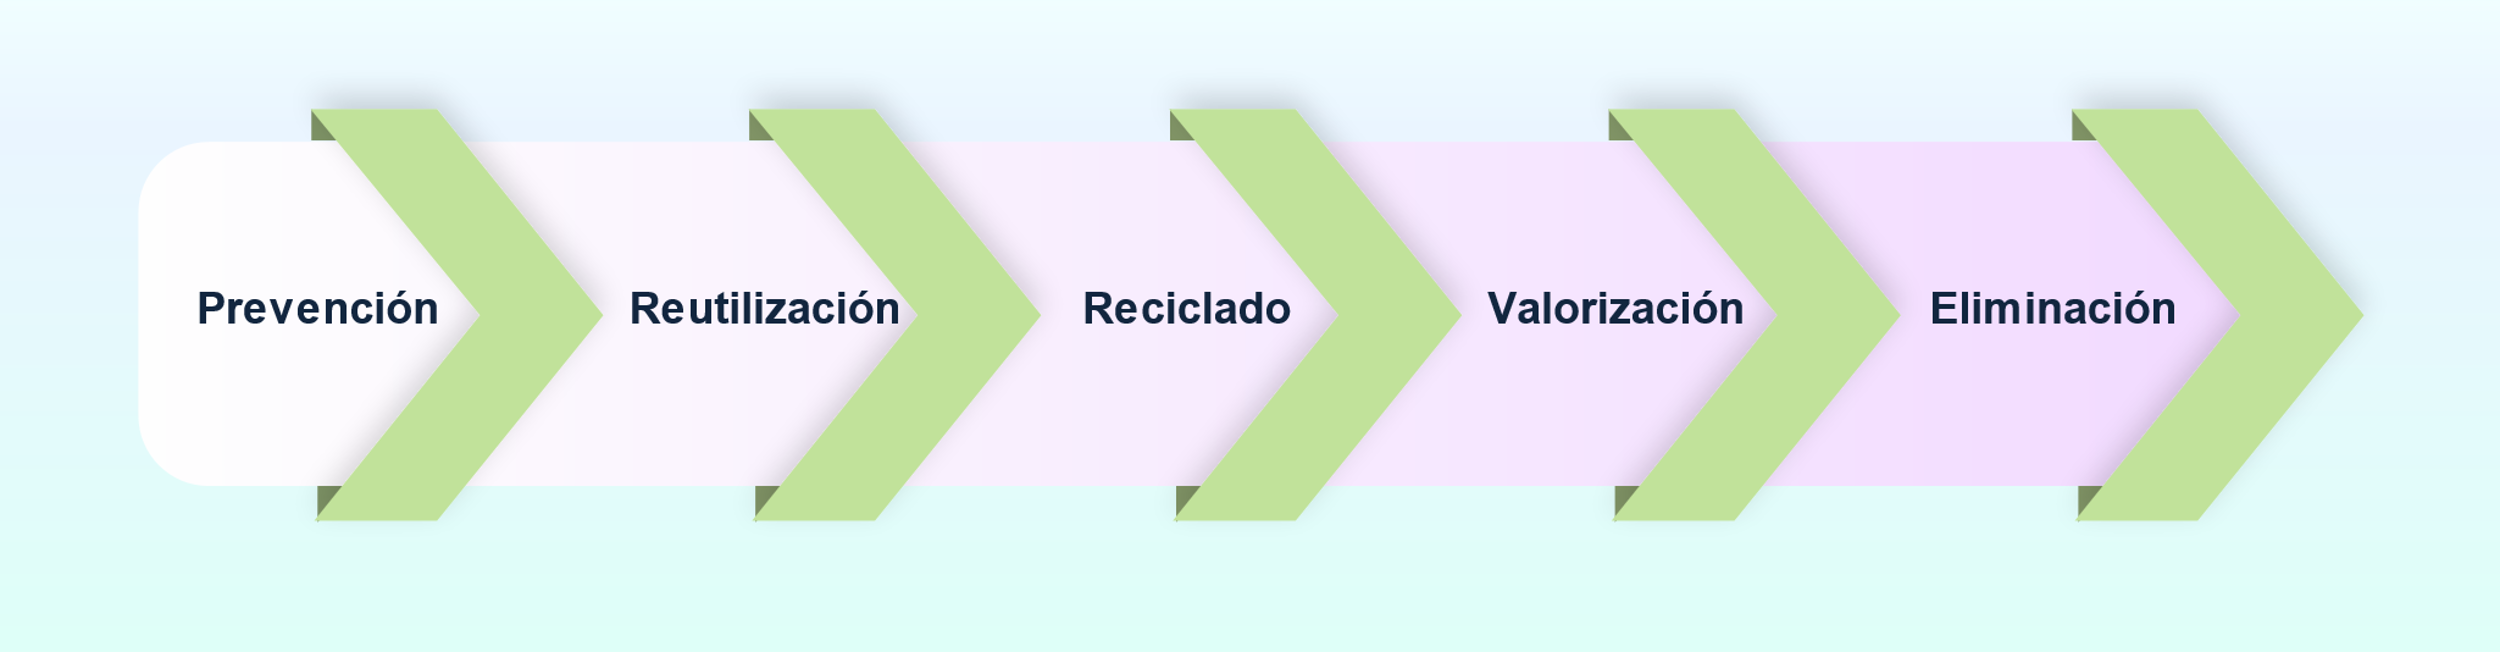 Prevención
Reutilización
Reciclado
Valorización
Eliminación